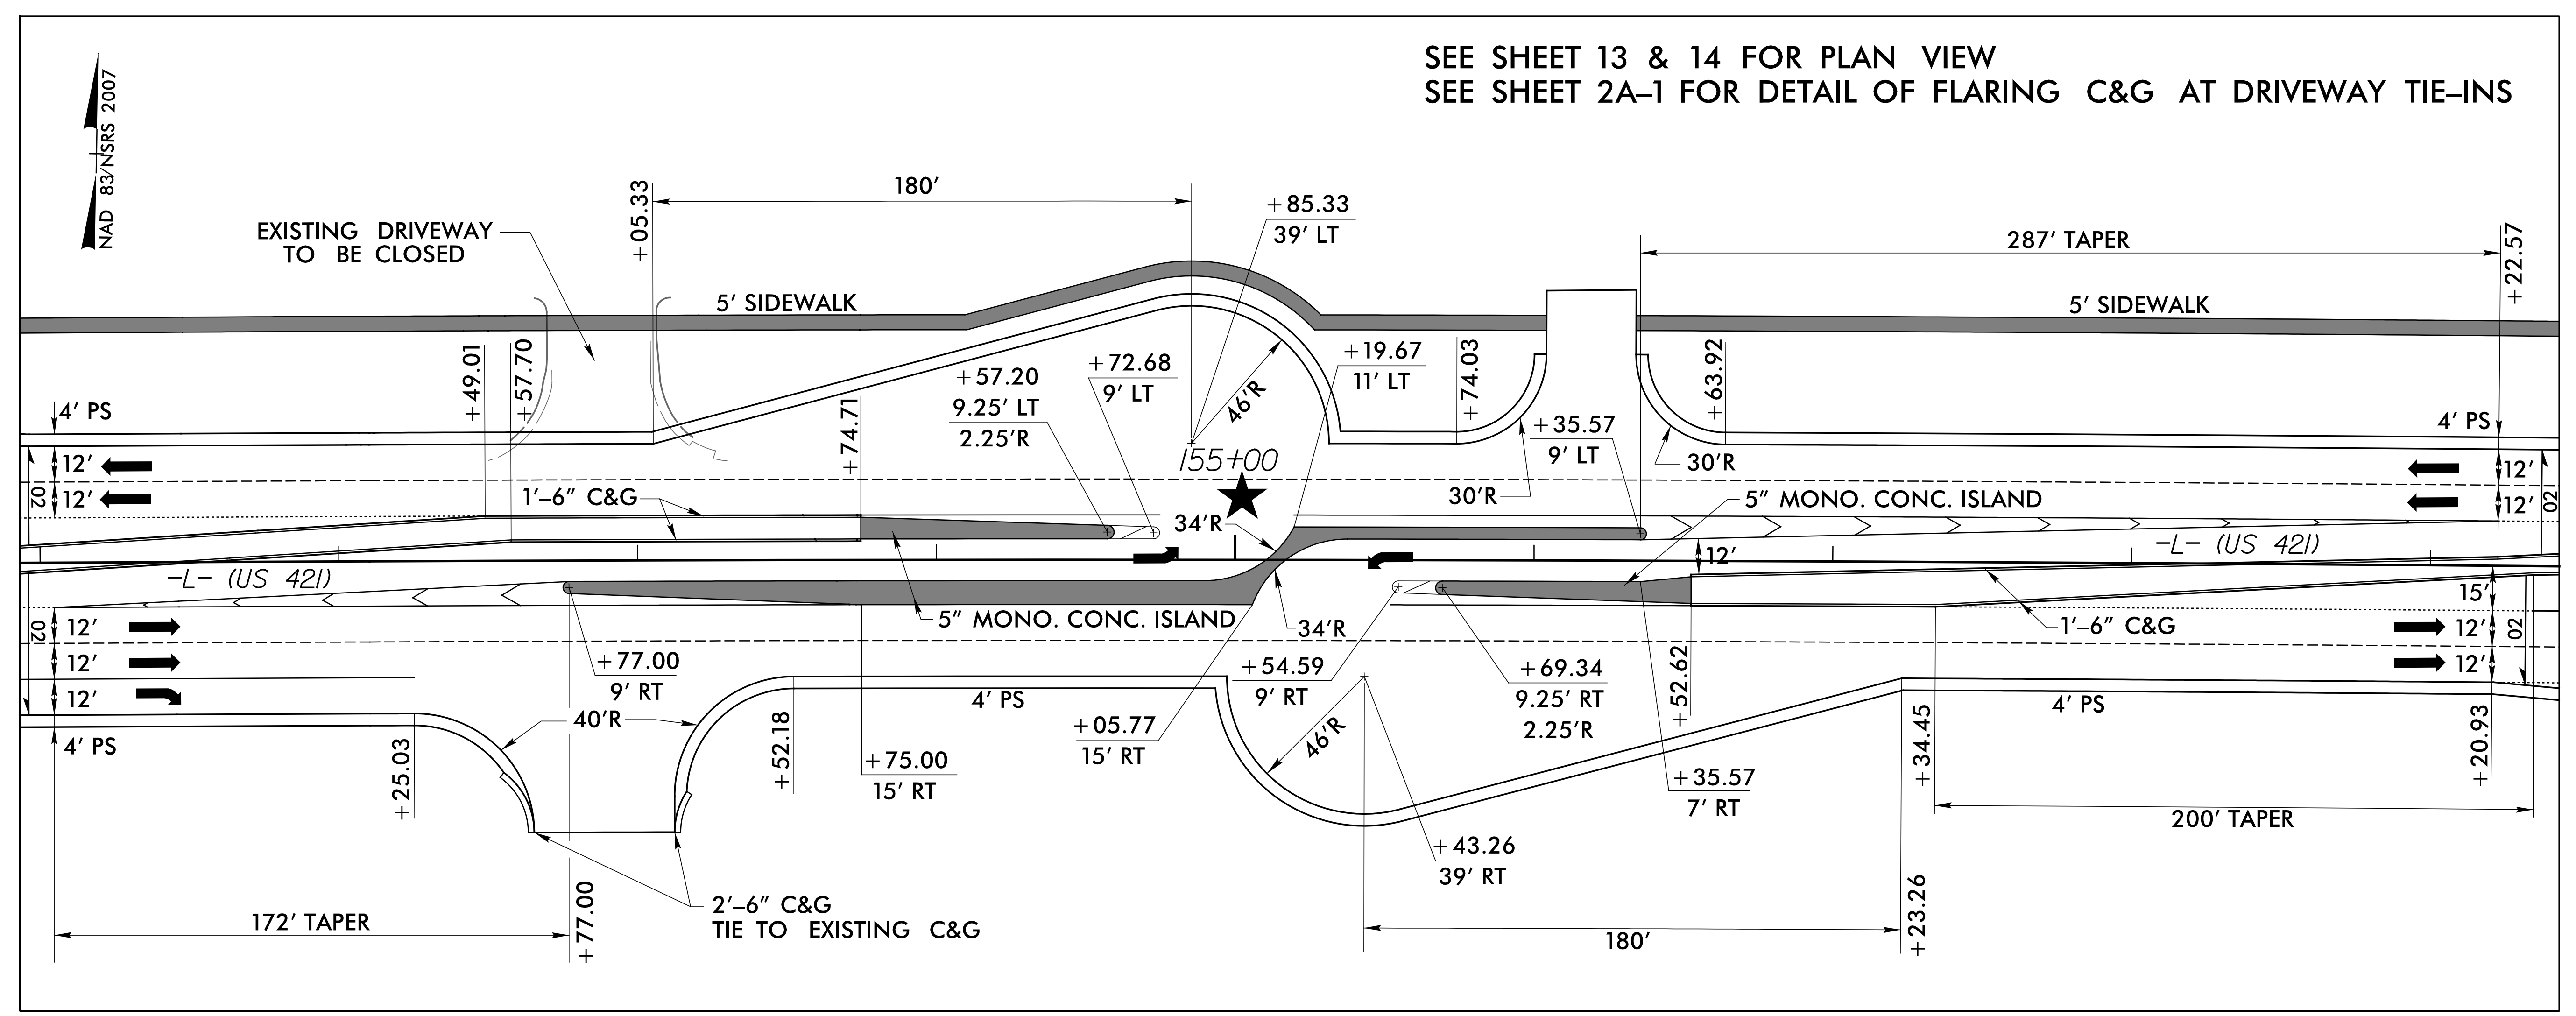 SEE SHEET 13 & 14 FOR PLAN VIEW
SEE SHEET 2A–1 FOR DETAIL OF FLARING C&G AT DRIVEWAY TIE–INS
NAD 83/NSRS 2007
180'
+05.33
+85.33
39' LT
EXISTING DRIVEWAY
TO BE CLOSED
287' TAPER
+22.57
5' SIDEWALK
5' SIDEWALK
+49.01
+57.70
+57.20
9.25' LT
2.25'R
+72.68
9' LT
46'R
+19.67
11' LT
+74.03
+63.92
4' PS
+74.71
+35.57
9' LT
4' PS
12'
12'
02
155+00
30'R
30'R
12'
12'
02
1'–6" C&G
34'R
5" MONO. CONC. ISLAND
–L– (US 421)
12'
–L– (US 421)
5" MONO. CONC. ISLAND
34'R
15'
1'–6" C&G
02
12'
12'
12'
12'
12'
02
+77.00
9' RT
+54.59
9' RT
+69.34
9.25' RT
2.25'R
+52.62
4' PS
40'R
4' PS
+25.03
+52.18
+75.00
15' RT
+05.77
15' RT
46'R
+35.57
7' RT
4' PS
+34.45
+20.93
200' TAPER
+43.26
39' RT
2'–6" C&G
TIE TO EXISTING C&G
172' TAPER
+77.00
180'
+23.26